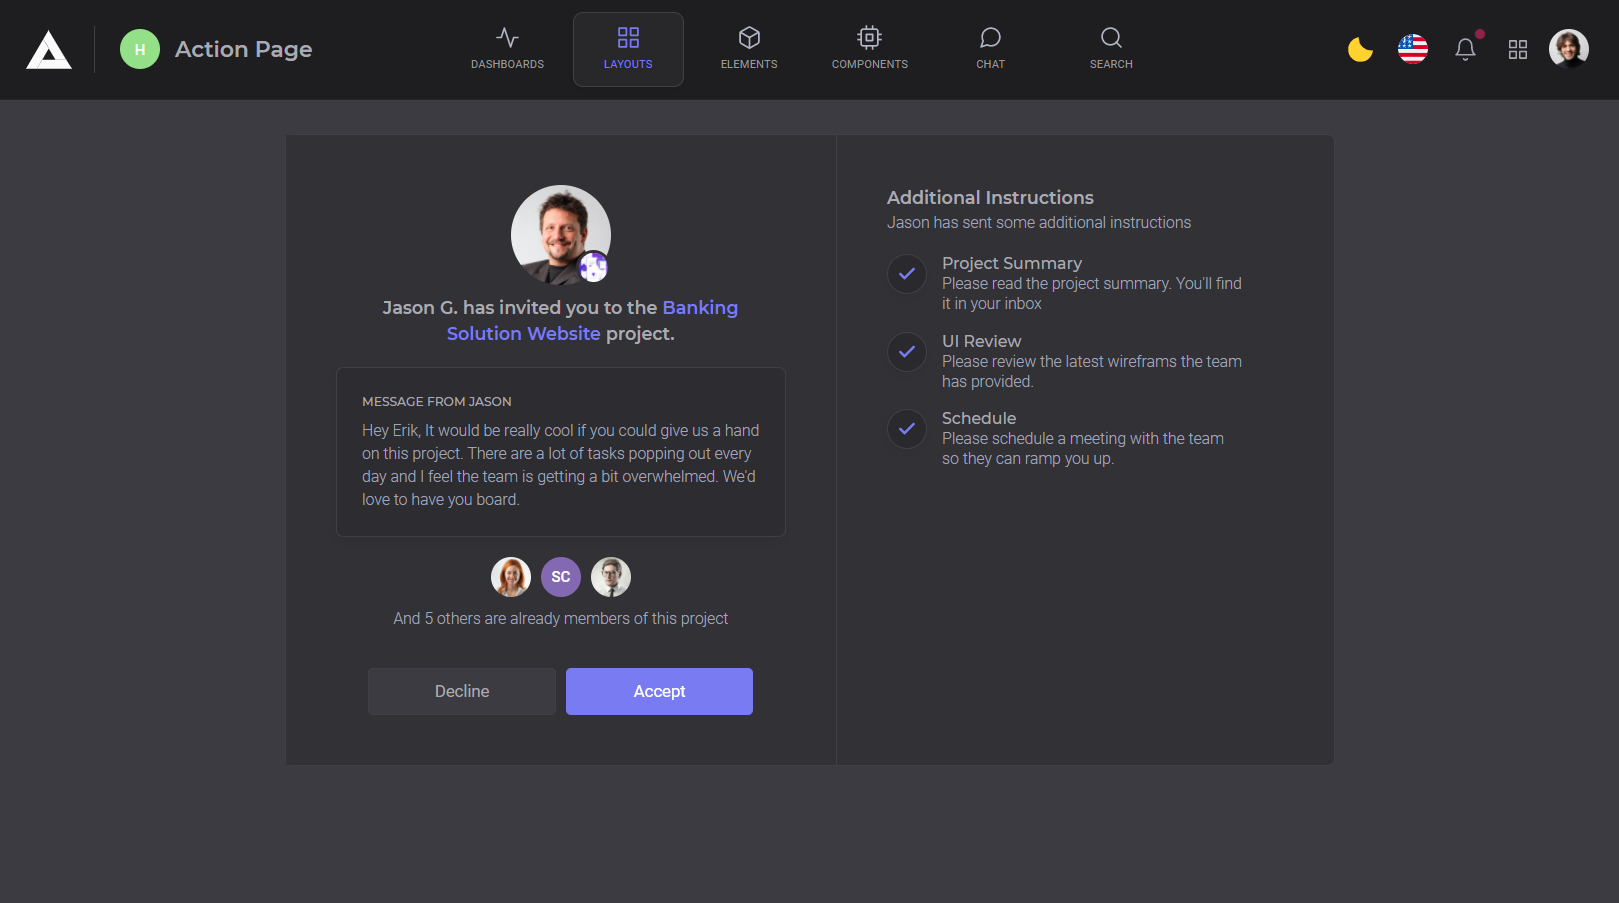 H
Action Page
DASHBOARDS
LAYOUTS
ELEMENTS
COMPONENTS
CHAT
SEARCH
Jason G. has invited you to the Banking
Solution Website project.
MESSAGE FROM JASON
Hey Erik, It would be really cool if you could give us a hand
on this project. There are a lot of tasks popping out every
day and I feel the team is getting a bit overwhelmed. We'd
love to have you board.
SC
And 5 others are already members of this project
Decline
Accept
Additional Instructions
Jason has sent some additional instructions
Project Summary
Please read the project summary. You'll find
it in your inbox
UI Review
Please review the latest wireframs the team
has provided.
Schedule
Please schedule a meeting with the team
so they can ramp you up.